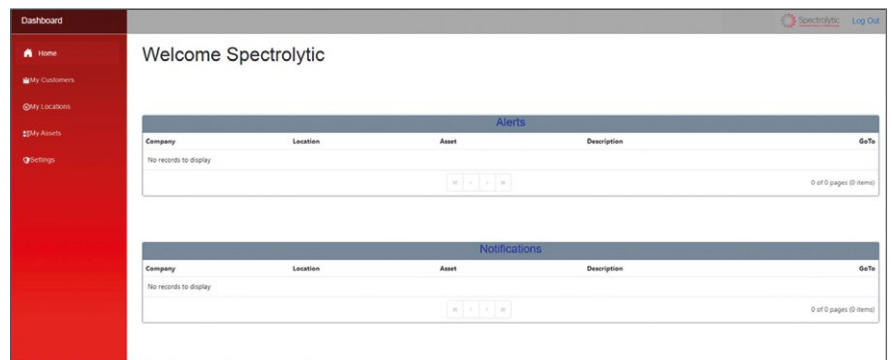 Dashboard
Spectrolytic Log Out
Home
My Customers
My Locations
My Assets
Settings
Welcome Spectrolytic
Alerts
Company Location Asset Description GoTo
No records to display
0 of 0 pages (0 items)
Notifications
Company Location Asset Description GoTo
No records to display
0 of 0 pages (0 items)